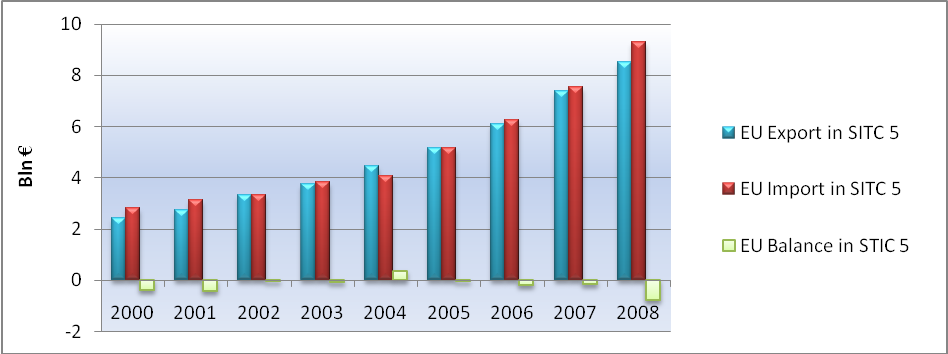 Bln €
10
8
6
4
2
0
-2
2000 2001 2002 2003 2004 2005 2006 2007 2008
EU Export in SITC 5
EU Import in SITC 5
EU Balance in STIC 5